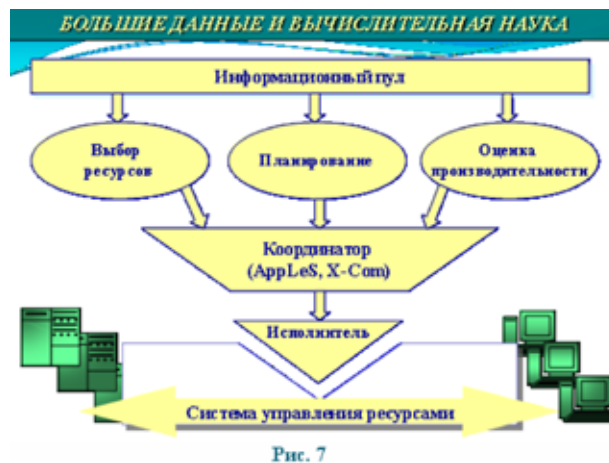 БОЛЬШИЕ ДАННЫЕ И ВЫЧИСЛИТЕЛЬНАЯ НАУКА
Информационный пул
Выбор
ресурсов
Планирование
Оценка
производительности
Координатор
(AppLeS, X-Com)
Исполнитель
Система управления ресурсами
Рис. 7